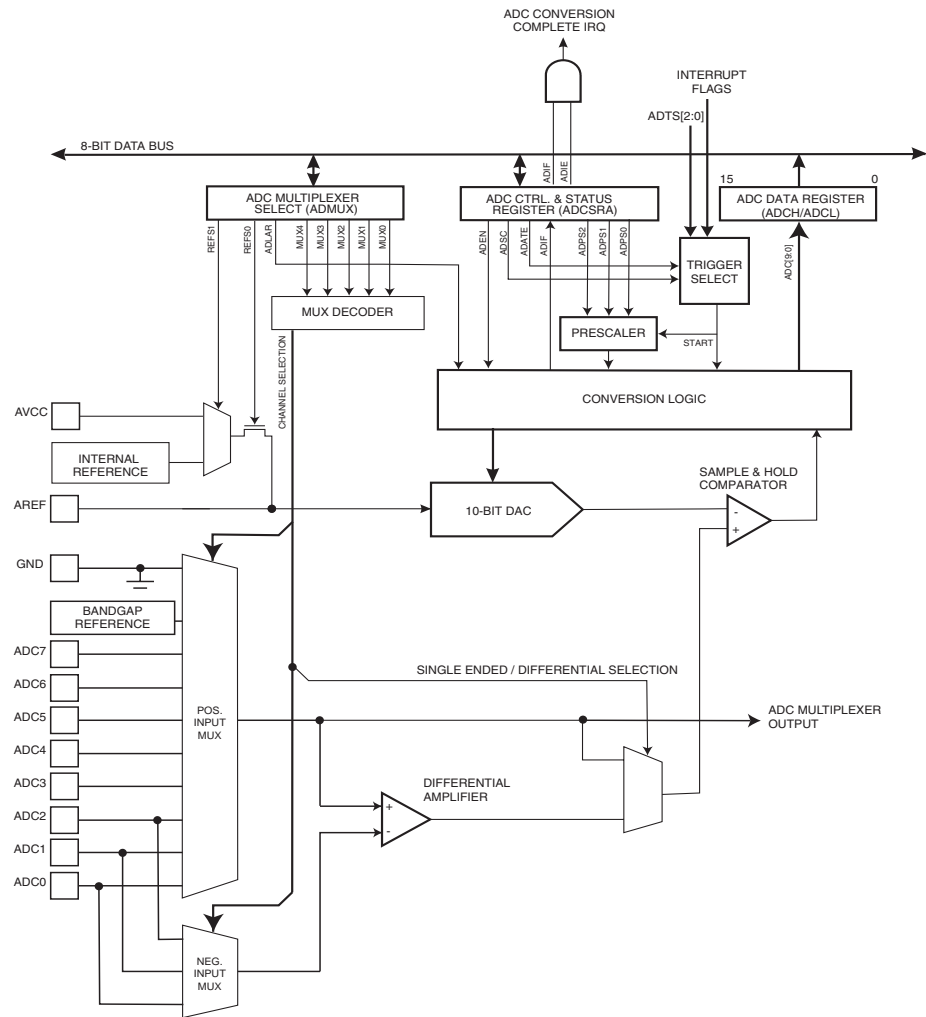 ADC CONVERSION
COMPLETE IRQ
INTERRUPT
FLAGS
ADTS[2:0]
8-BIT DATA BUS
ADIF
ADIE
15
0
ADC MULTIPLEXER
SELECT (ADMUX)
ADC CTRL. & STATUS
REGISTER (ADCSRA)
ADC DATA REGISTER
(ADCH/ADCL)
REFS1
REFS0
ADLAR
MUX4
MUX3
MUX2
MUX1
MUX0
ADEN
ADSC
ADATE
ADIF
ADPS2
ADPS1
ADPS0
TRIGGER
SELECT
ADC[9:0]
MUX DECODER
PRESCALER
START
CHANNEL SELECTION
CONVERSION LOGIC
AVCC
INTERNAL
REFERENCE
AREF
10-BIT DAC
SAMPLE & HOLD
COMPARATOR
-
+
GND
BANDGAP
REFERENCE
ADC7
ADC6
ADC5
ADC4
ADC3
ADC2
ADC1
ADC0
POS.
INPUT
MUX
SINGLE ENDED / DIFFERENTIAL SELECTION
ADC MULTIPLEXER
OUTPUT
DIFFERENTIAL
AMPLIFIER
+
-
NEG.
INPUT
MUX